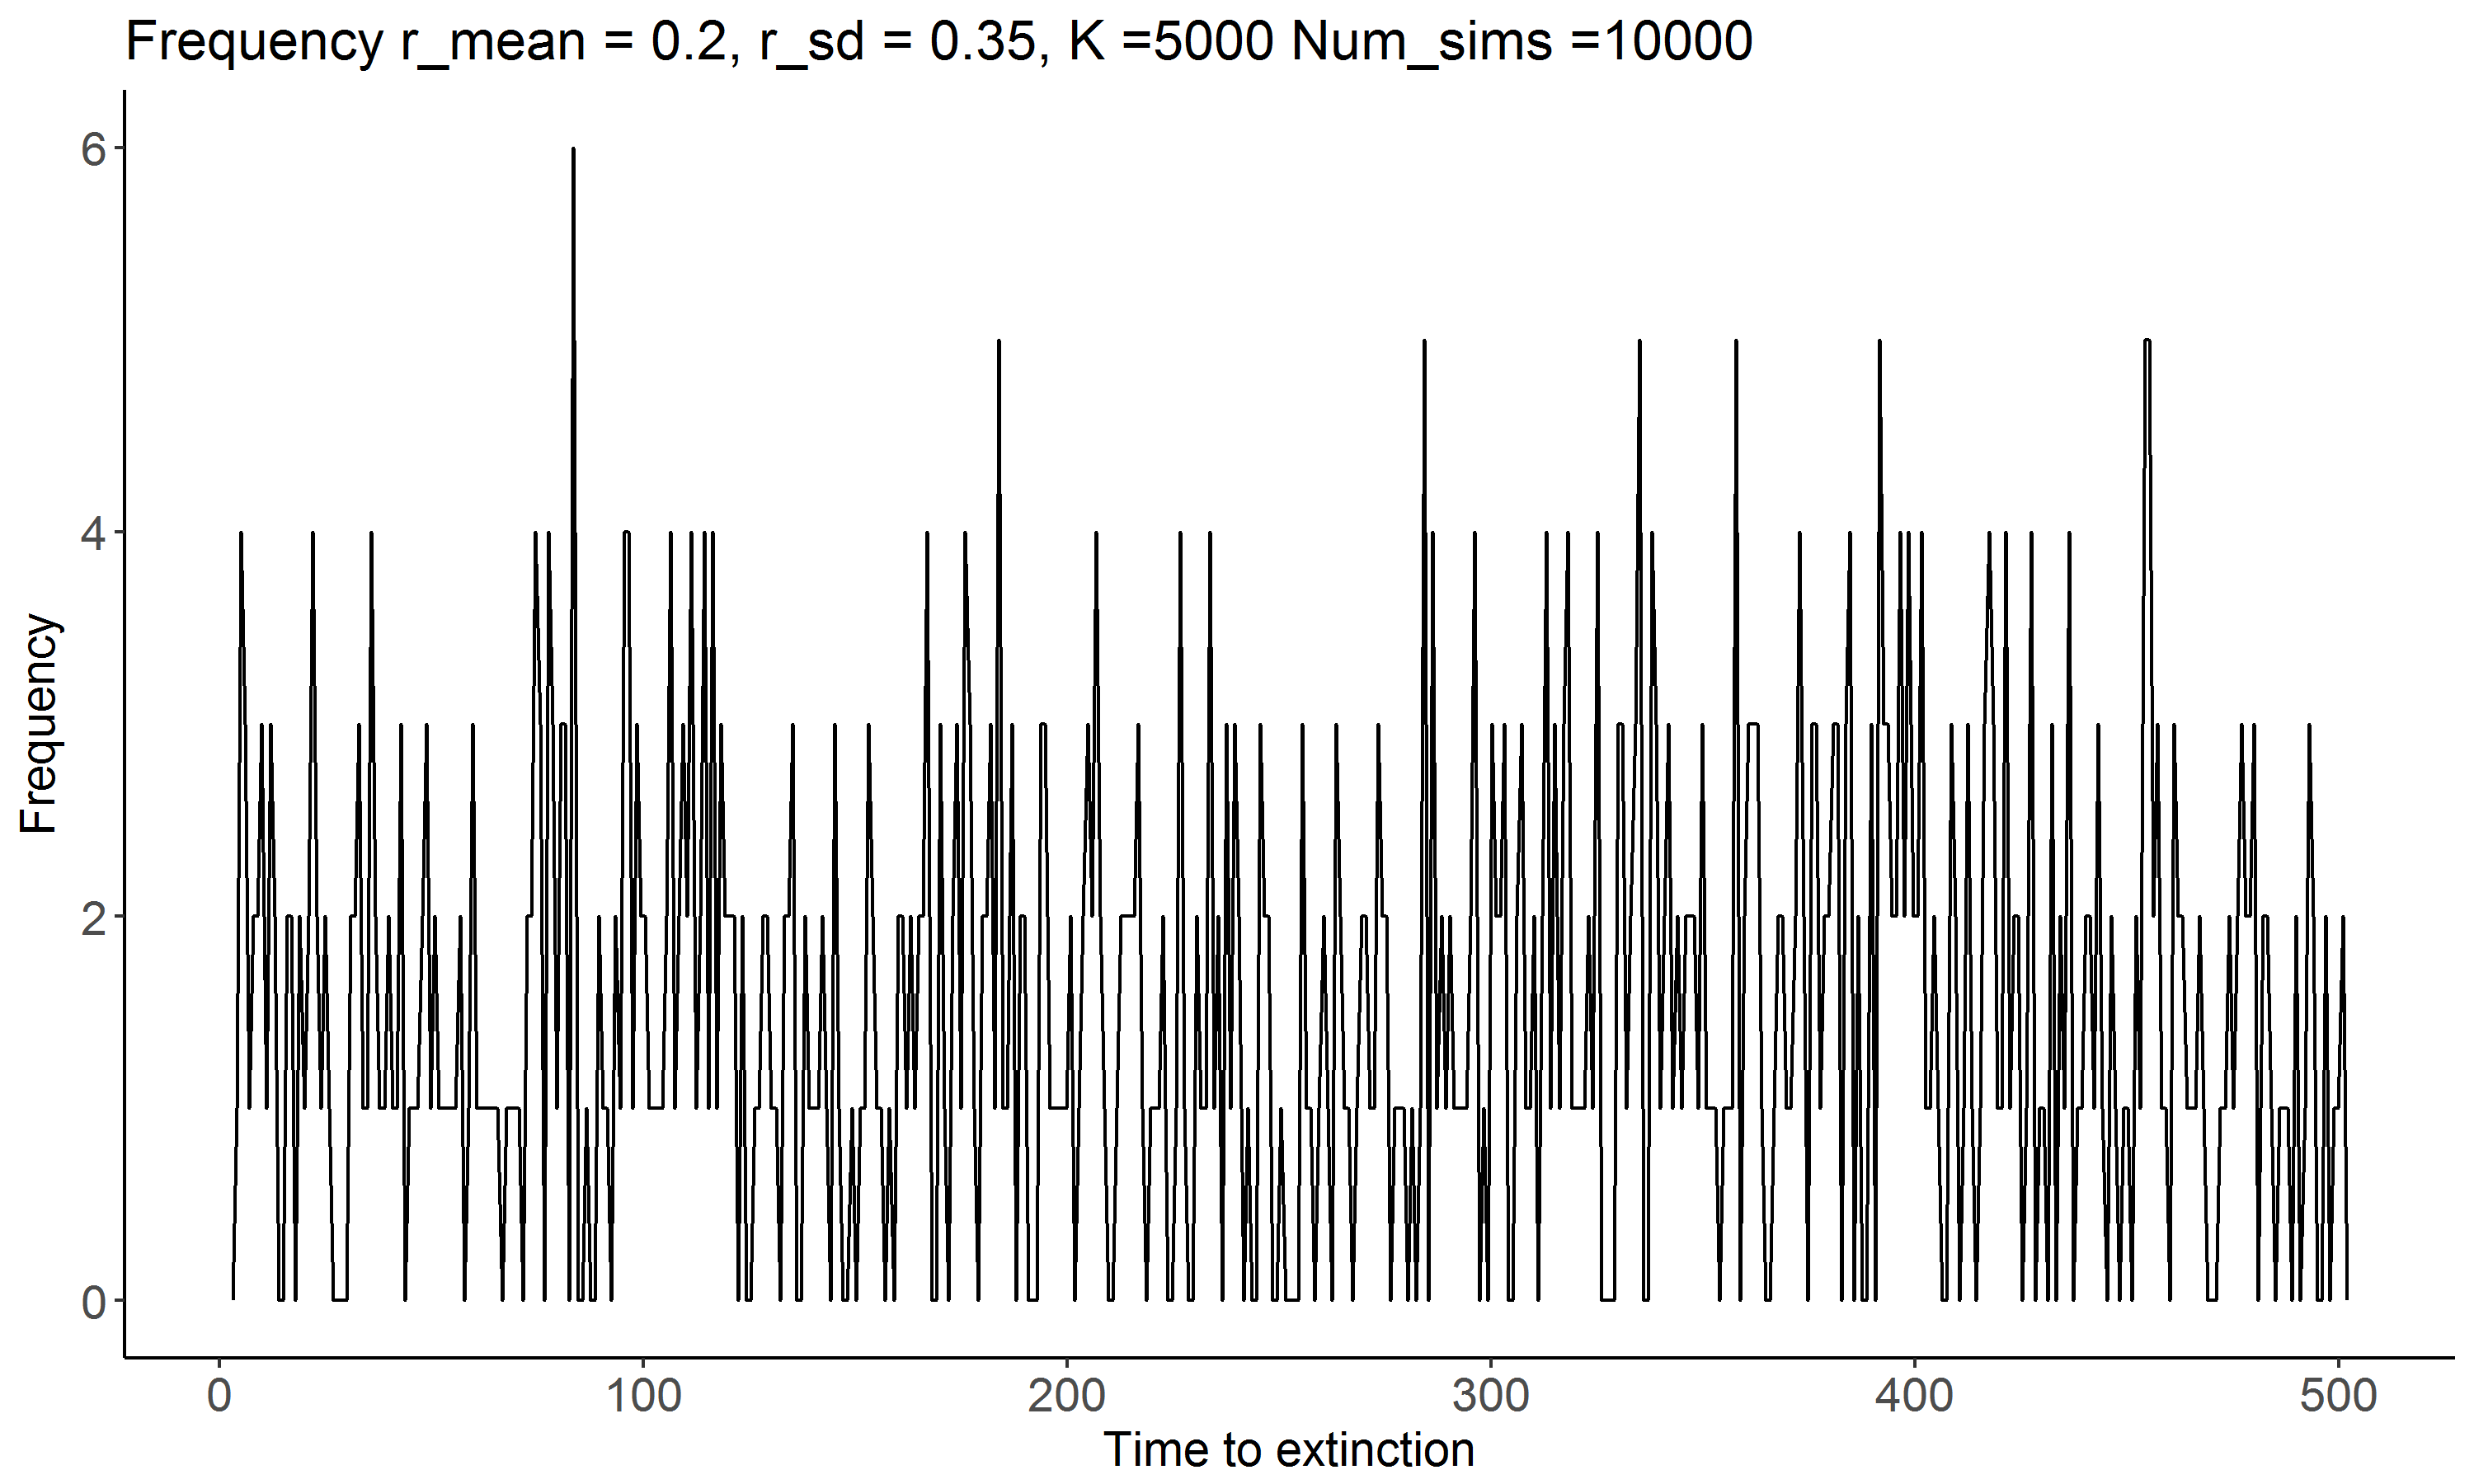 Frequency r_mean = 0.2, r_sd = 0.35, K =5000 Num_sims =10000
6
4
2
0
Frequency
0 100 200 300 400 500
Time to extinction